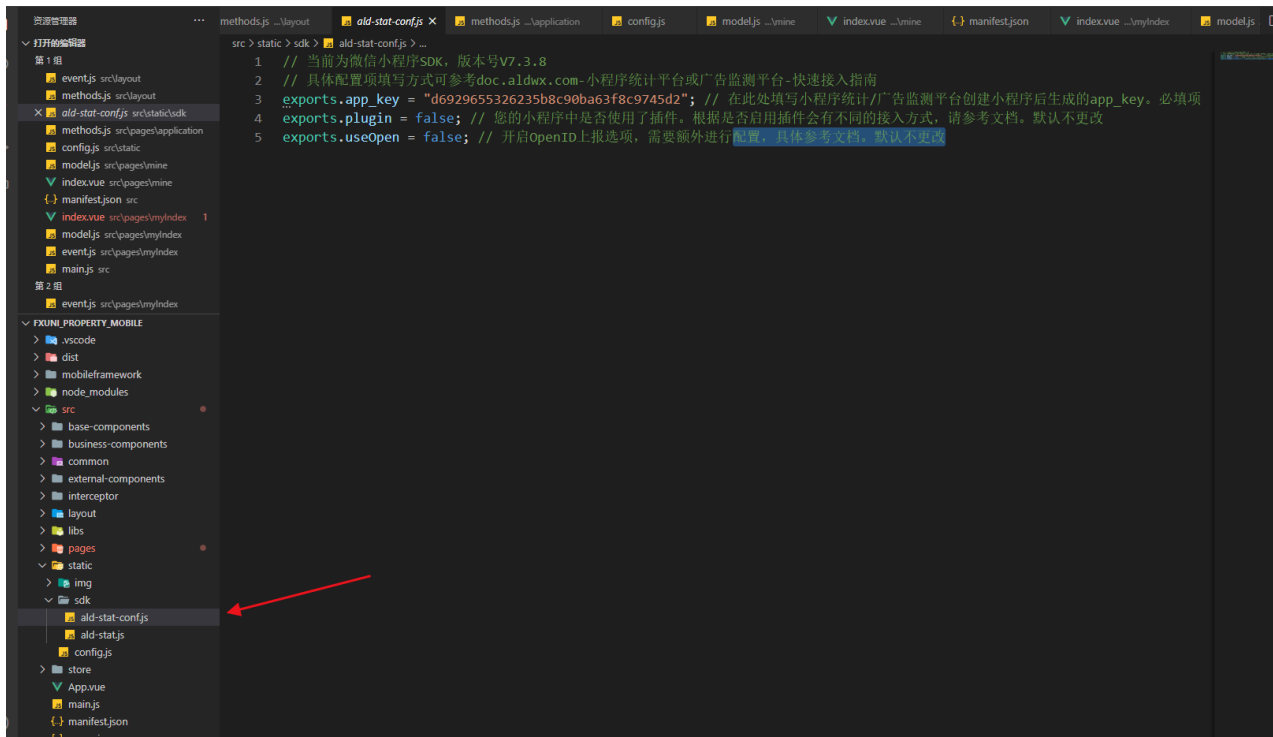 资源管理器 ···
打开的编辑器
第 1 组
event.js src\layout
methods.js src\layout
ald-stat-conf.js src\static\sdk
methods.js src\pages\application
config.js src\static
model.js src\pages\mine
index.vue src\pages\mine
manifest.json src
index.vue src\pages\myIndex 1
model.js src\pages\myIndex
event.js src\pages\myIndex
main.js src
第 2 组
event.js src\pages\myIndex
FXUNI_PROPERTY_MOBILE
.vscode
dist
mobileframework
node_modules
src
base-components
business-components
common
external-components
interceptor
layout
libs
pages
static
img
sdk
ald-stat-conf.js
ald-stat.js
config.js
store
App.vue
main.js
manifest.json
methods.js ...\layout ald-stat-conf.js methods.js ...\application config.js model.js ...\mine index.vue ...\mine manifest.json index.vue ...\myIndex model.js
src > static > sdk > ald-stat-conf.js > ...
1 // 当前为微信小程序SDK，版本号V7.3.8
2 // 具体配置项填写方式可参考doc.aldwx.com-小程序统计平台或广告监测平台-快速接入指南
3 exports.app_key = "d6929655326235b8c90ba63f8c9745d2"; // 在此处填写小程序统计/广告监测平台创建小程序后生成的app_key。必填项
4 exports.plugin = false; // 您的小程序中是否使用了插件。根据是否启用插件会有不同的接入方式，请参考文档。默认不更改
5 exports.useOpen = false; // 开启OpenID上报选项，需要额外进行配置，具体参考文档。默认不更改